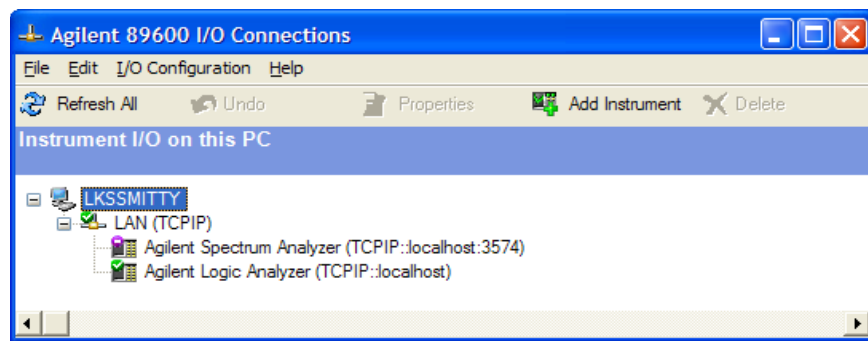 Agilent 89600 I/O Connections
File Edit I/O Configuration Help
Refresh All Undo Properties Add Instrument Delete
Instrument I/O on this PC
LKSSMITTY
LAN (TCPIP)
Agilent Spectrum Analyzer (TCPIP::localhost:3574)
Agilent Logic Analyzer (TCPIP::localhost)